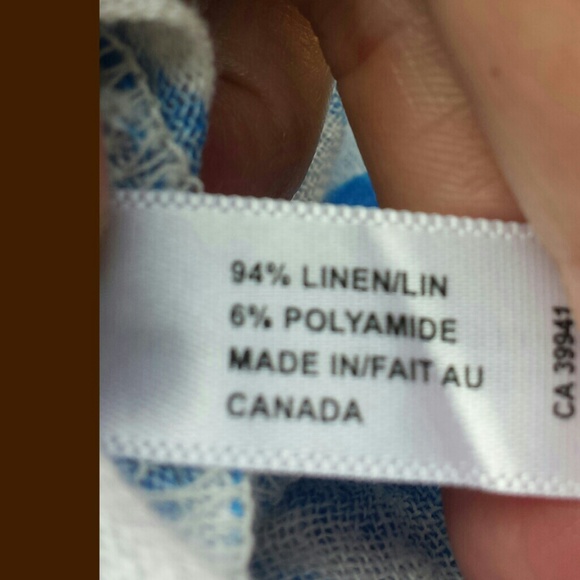 94% LINEN/LIN
6% POLYAMIDE
MADE IN/FAIT AU
CANADA
CA 39941